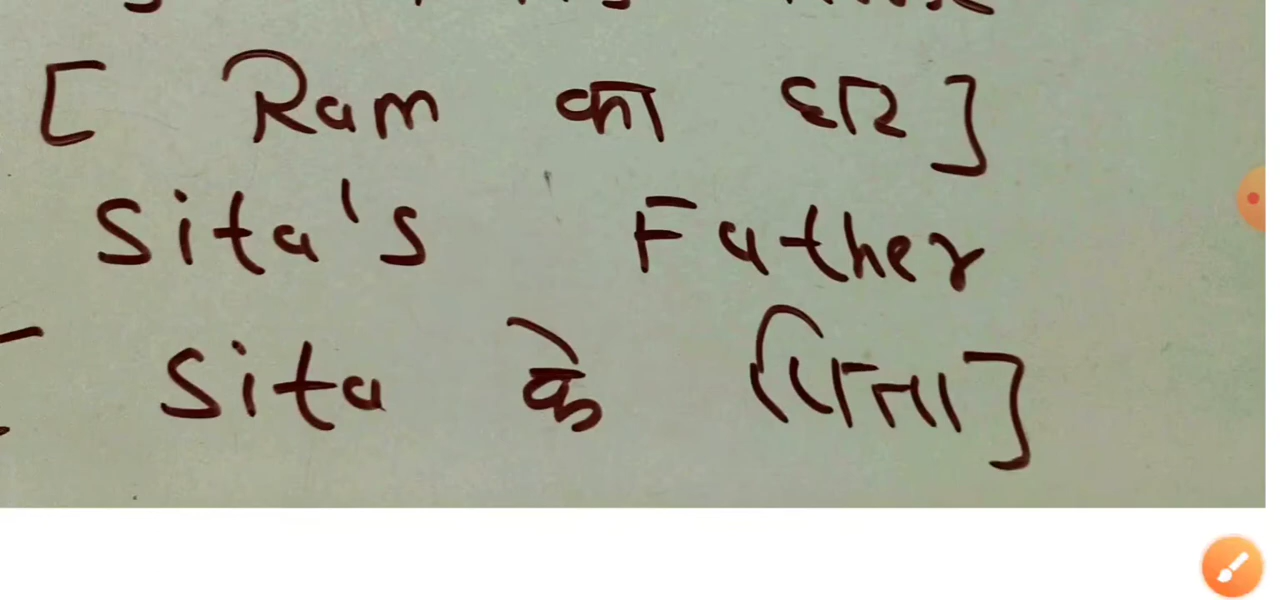 [ Ram का घर ]
Sita's Father
[ Sita के पिता ]